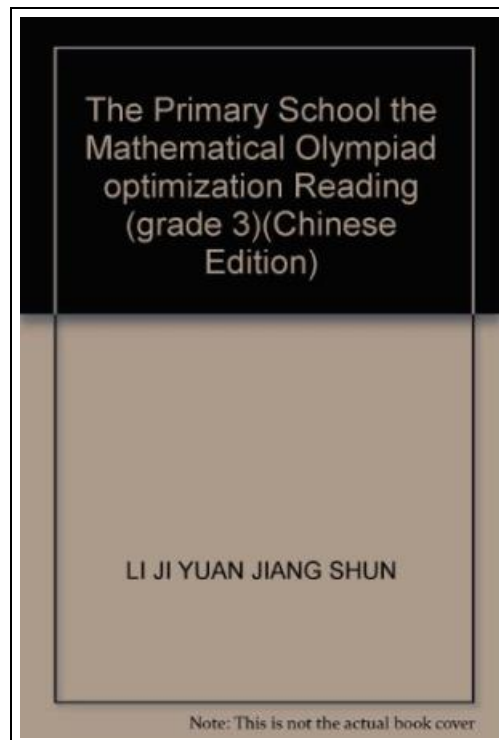 The Primary School the
Mathematical Olympiad
optimization Reading
(grade 3)(Chinese
Edition)
LI JI YUAN JIANG SHUN
Note: This is not the actual book cover